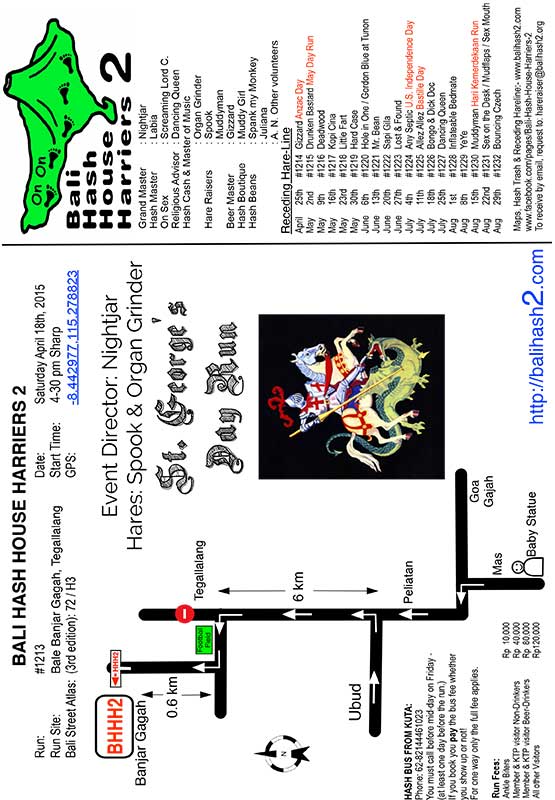 BALI HASH HOUSE HARRIERS 2
Run: #1213 Date: Saturday April 18th, 2015
Run Site: Bale Banjar Gagah, Tegallalang Start Time: 4-30 pm Sharp
Bali Street Atlas: (3rd edition): 72 / H3 GPS: -8.442977,115.278823
BHHH2
HHH2
Banjar Gagah
0.6 km
Football Field
Tegallalang
6 km
N
Ubud
Peliatan
Mas
Goa Gajah
Baby Statue
Event Director: Nightjar
Hares: Spook & Organ Grinder
St. George's
Day Run
HASH BUS FROM KUTA:
Phone: 62-82144461023
You must call before mid-day on Friday -
(at least one day before the run.)
If you book you pay the bus fee whether
you show up or not!
For one way only the full fee applies.
Run Fees:
Ankle Biters Rp 10,000
Member & KTP visitor Non-Drinkers Rp 40,000
Member & KTP visitor Beer-Drinkers Rp 80,000
All other Visitors Rp120,000
http://balihash2.com
On On
Bali
Hash
House
Harriers 2
Grand Master : Nightjar
Hash Master : Labia
On Sex : Screaming Lord C.
Religious Advisor : Dancing Queen
Hash Cash & Master of Music :
Organ Grinder
Hare Raisers : Spook
Muddyman
Beer Master : Gizzard
Hash Boutique : Muddy Girl
Hash Beans : Spank my Monkey
: Juliana
: A. N. Other volunteers
Receding Hare-Line
April 25th #1214 Gizzard Anzac Day
May 2nd #1215 Drunken Bastard May Day Run
May 9th #1216 Deadwood
May 16th #1217 Kopi Cina
May 23rd #1218 Little Fart
May 30th #1219 Hard Case
June 6th #1220 Hole in One / Gordon Blue at Tunon
June 13th #1221 Mr. Bean
June 20th #1222 Sapi Gila
June 27th #1223 Lost & Found
July 4th #1224 Jay Septic U.S. Independence Day
July 11th #1225 Allez Allez Bastille Day
July 18th #1226 Bongo & Dick Doc
July 25th #1227 Dancing Queen
Aug 1st #1228 Inflateable Bedmate
Aug 8th #1229 YeYe
Aug 15th #1230 Muddyman Hari Kemerdekaan Run
Aug 22nd #1231 Sex on the Desk / Mudflaps / Sex Mouth
Aug 29th #1232 Bouncing Czech
Maps, Hash Trash & Receding Hareline:- www.balihash2.com
www.facebook.com/pages/Bali-Hash-House-Harriers-2
To receive by email, request to: hareraiser@balihash2.org